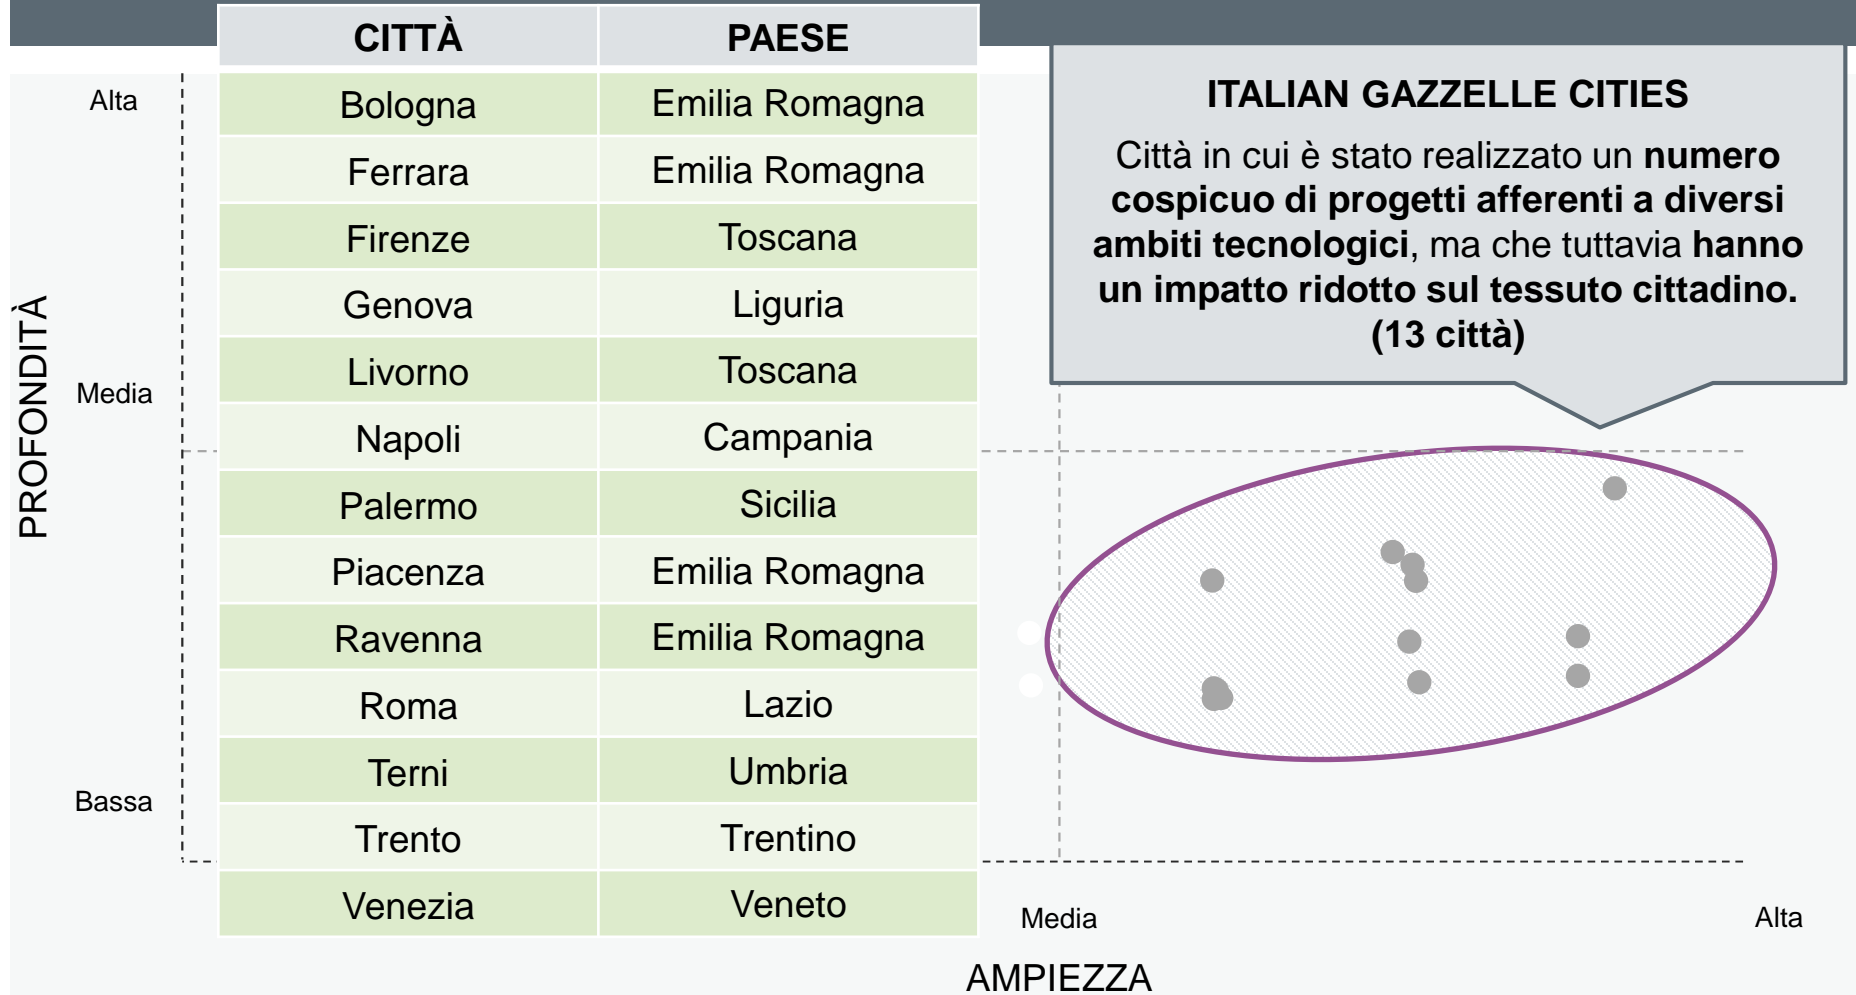 CITTÀ PAESE
Bologna Emilia Romagna
Ferrara Emilia Romagna
Firenze Toscana
Genova Liguria
Livorno Toscana
Napoli Campania
Palermo Sicilia
Piacenza Emilia Romagna
Ravenna Emilia Romagna
Roma Lazio
Terni Umbria
Trento Trentino
Venezia Veneto
ITALIAN GAZZELLE CITIES
Città in cui è stato realizzato un numero
cospicuo di progetti afferenti a diversi
ambiti tecnologici, ma che tuttavia hanno
un impatto ridotto sul tessuto cittadino.
(13 città)
PROFONDITÀ
Alta
Media
Bassa
Media
Alta
AMPIEZZA